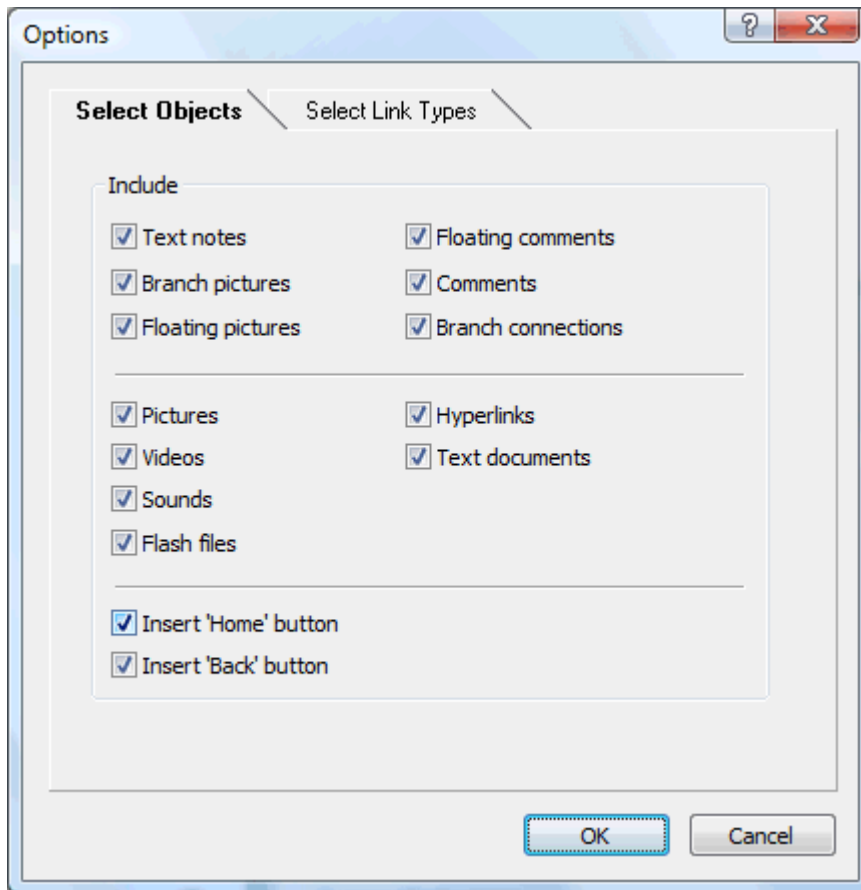 Options
Select Objects Select Link Types
Include
Text notes Floating comments
Branch pictures Comments
Floating pictures Branch connections
Pictures Hyperlinks
Videos Text documents
Sounds
Flash files
Insert 'Home' button
Insert 'Back' button
OK Cancel